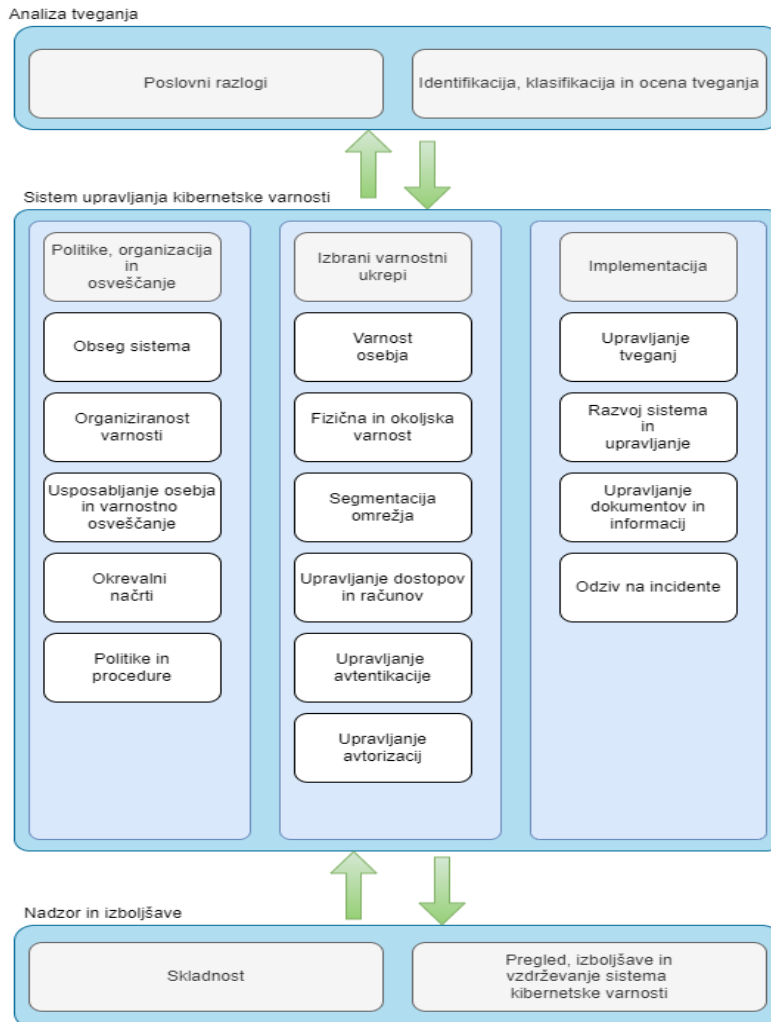 Analiza tveganja
Poslovni razlogi
Identifikacija, klasifikacija in ocena tveganja
Sistem upravljanja kibernetske varnosti
Politike, organizacija
in
osveščanje
Obseg sistema
Organiziranost
varnosti
Usposabljanje osebja
in varnostno
osveščanje
Okrevalni
načrti
Politike in
procedure
Izbrani varnostni
ukrepi
Varnost
osebja
Fizična in okoljska
varnost
Segmentacija
omrežja
Upravljanje dostopov
in računov
Upravljanje
avtentikacije
Upravljanje
avtorizacij
Implementacija
Upravljanje
tveganj
Razvoj sistema
in
upravljanje
Upravljanje
dokumentov in
informacij
Odziv na incidente
Nadzor in izboljšave
Skladnost
Pregled, izboljšave in
vzdrževanje sistema
kibernetske varnosti